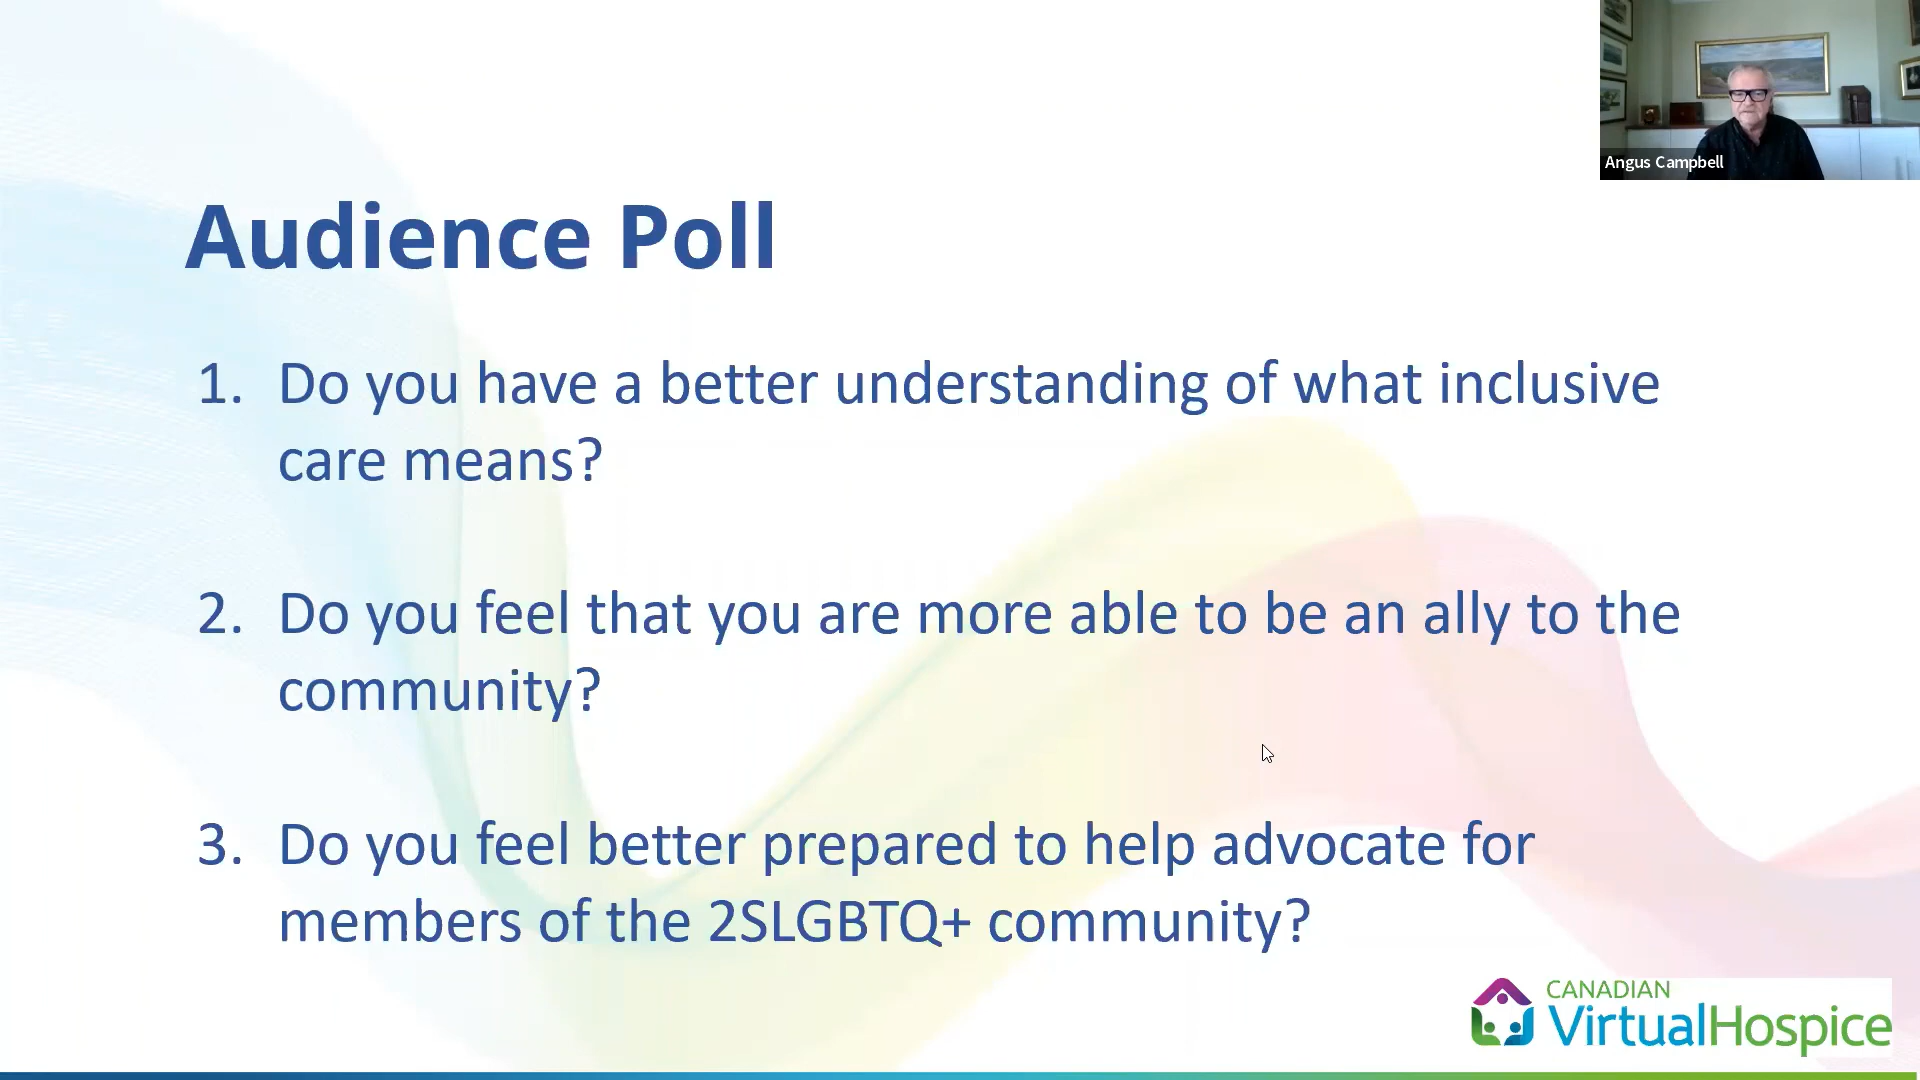 Angus Campbell
Audience Poll
1. Do you have a better understanding of what inclusive
care means?
2. Do you feel that you are more able to be an ally to the
community?
3. Do you feel better prepared to help advocate for
members of the 2SLGBTQ+ community?
CANADIAN
VirtualHospice